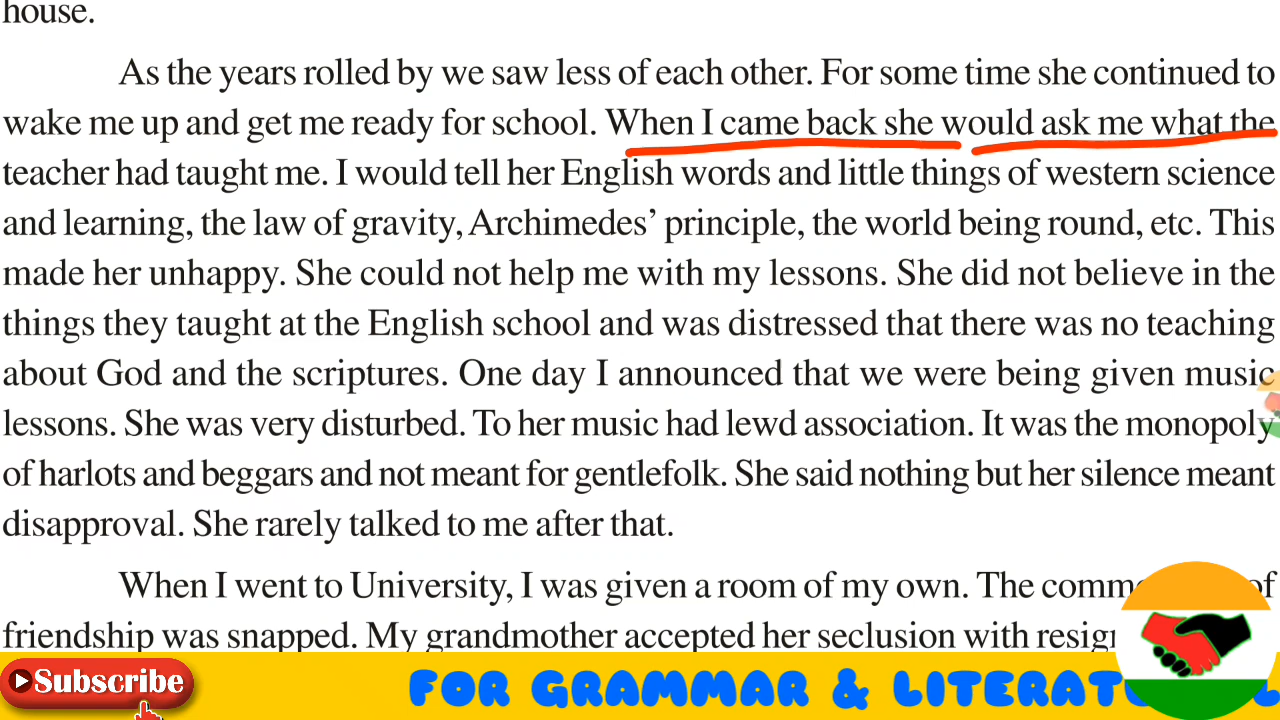 house.
As the years rolled by we saw less of each other. For some time she continued to
wake me up and get me ready for school. When I came back she would ask me what the
teacher had taught me. I would tell her English words and little things of western science
and learning, the law of gravity, Archimedes’ principle, the world being round, etc. This
made her unhappy. She could not help me with my lessons. She did not believe in the
things they taught at the English school and was distressed that there was no teaching
about God and the scriptures. One day I announced that we were being given music
lessons. She was very disturbed. To her music had lewd association. It was the monopoly
of harlots and beggars and not meant for gentlefolk. She said nothing but her silence meant
disapproval. She rarely talked to me after that.
When I went to University, I was given a room of my own. The of
friendship was snapped. My grandmother accepted her seclusion with
Subscribe
FOR GRAMMAR &